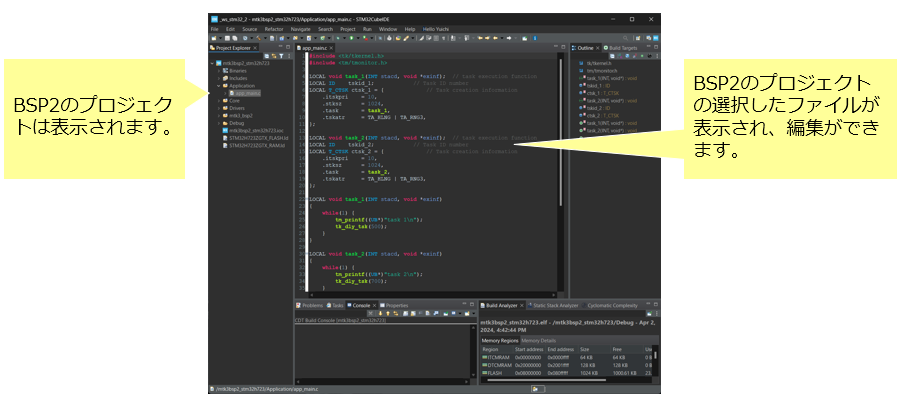 BSP2のプロジェク
トは表示されます。
BSP2のプロジェクト
の選択したファイルが
表示され、編集ができ
ます。
_ws_stm32_2 - mtk3bsp2_stm32h723/Application/app_main.c - STM32CubeIDE
File Edit Source Refactor Navigate Search Project Run Window Help Hello Yuichi
Project Explorer
mtk3bsp2_stm32h723
Binaries
Includes
Application
app_main.c
Core
Drivers
mtk3_bsp2
Debug
mtk3bsp2_stm32h723.ioc
STM32H723ZGTX_FLASH.ld
STM32H723ZGTX_RAM.ld
app_main.c
#include <tk/tkernel.h>
#include <tm/tmonitor.h>
LOCAL void task_1(INT stacd, void *exinf); // task execution function
LOCAL ID tskid_1; // Task ID number
LOCAL T_CTSK ctsk_1 = { // Task creation information
.itskpri = 10,
.stksz = 1024,
.task = task_1,
.tskatr = TA_HLNG | TA_RNG3,
};
LOCAL void task_2(INT stacd, void *exinf); // task execution function
LOCAL ID tskid_2; // Task ID number
LOCAL T_CTSK ctsk_2 = { // Task creation information
.itskpri = 10,
.stksz = 1024,
.task = task_2,
.tskatr = TA_HLNG | TA_RNG3,
};
LOCAL void task_1(INT stacd, void *exinf)
{
while(1) {
tm_printf((UB*)"task 1\n");
tk_dly_tsk(500);
}
}
LOCAL void task_2(INT stacd, void *exinf)
{
while(1) {
tm_printf((UB*)"task 2\n");
tk_dly_tsk(700);
}
Outline Build Targets
tk/tkernel.h
tm/tmonitor.h
task_1(INT, void*) : void
tskid_1 : ID
ctsk_1 : T_CTSK
task_2(INT, void*) : void
tskid_2 : ID
ctsk_2 : T_CTSK
task_1(INT, void*) : void
task_2(INT, void*) : void
Problems Tasks Console Properties
CDT Build Console [mtk3bsp2_stm32h723]
Build Analyzer Static Stack Analyzer Cyclomatic Complexity
mtk3bsp2_stm32h723.elf - /mtk3bsp2_stm32h723/Debug - Apr 2,
2024, 4:42:44 PM
Memory Regions Memory Details
Region Start address End address Size Free
ITCMRAM 0x00000000 0x0000ffff 64 KB 64 KB
DTCMRAM 0x20000000 0x2001ffff 128 KB 128 KB
FLASH 0x08000000 0x080fffff 1024 KB 1000.61 KB
/mtk3bsp2_stm32h723/Application/app_main.c